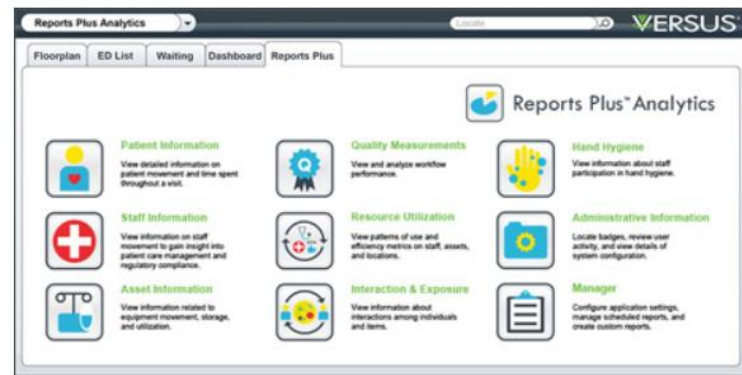 Reports Plus Analytics
Locate
VERSUS
Floorplan
ED List
Waiting
Dashboard
Reports Plus
Reports Plus™ Analytics
Patient Information
View detailed information on
patient movement and time spent
throughout a visit.
Quality Measurements
View and analyze workflow
performance.
Hand Hygiene
View information about staff
participation in hand hygiene.
Staff Information
View information on staff
movement to gain insight into
patient care management and
regulatory compliance.
Resource Utilization
View patterns of use and
efficiency metrics on staff, assets,
and locations.
Administrative Information
Locate badges, review user
activity, and view details of
system configuration.
Asset Information
View information related to
equipment movement, storage,
and utilization.
Interaction & Exposure
View information about
interactions among individuals
and items.
Manager
Configure application settings,
manage scheduled reports, and
create custom reports.